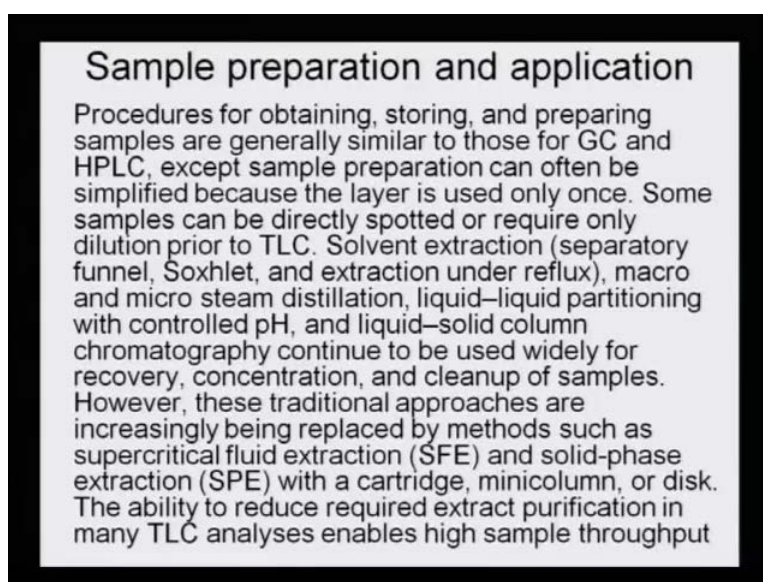 Sample preparation and application
Procedures for obtaining, storing, and preparing
samples are generally similar to those for GC and
HPLC, except sample preparation can often be
simplified because the layer is used only once. Some
samples can be directly spotted or require only
dilution prior to TLC. Solvent extraction (separatory
funnel, Soxhlet, and extraction under reflux), macro
and micro steam distillation, liquid–liquid partitioning
with controlled pH, and liquid–solid column
chromatography continue to be used widely for
recovery, concentration, and cleanup of samples.
However, these traditional approaches are
increasingly being replaced by methods such as
supercritical fluid extraction (SFE) and solid-phase
extraction (SPE) with a cartridge, minicolumn, or disk.
The ability to reduce required extract purification in
many TLC analyses enables high sample throughput